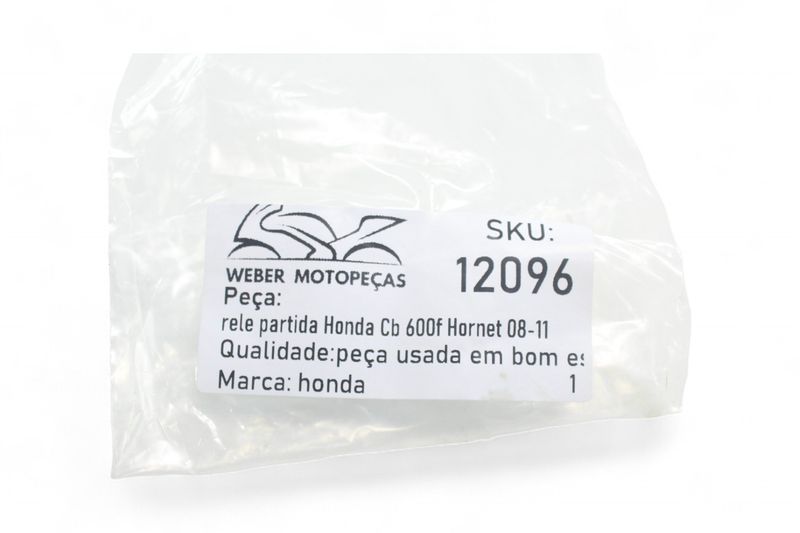 WEBER MOTOPEÇAS
SKU:
12096
Peça:
rele partida Honda Cb 600f Hornet 08-11
Qualidade:peça usada em bom es
Marca: honda
1